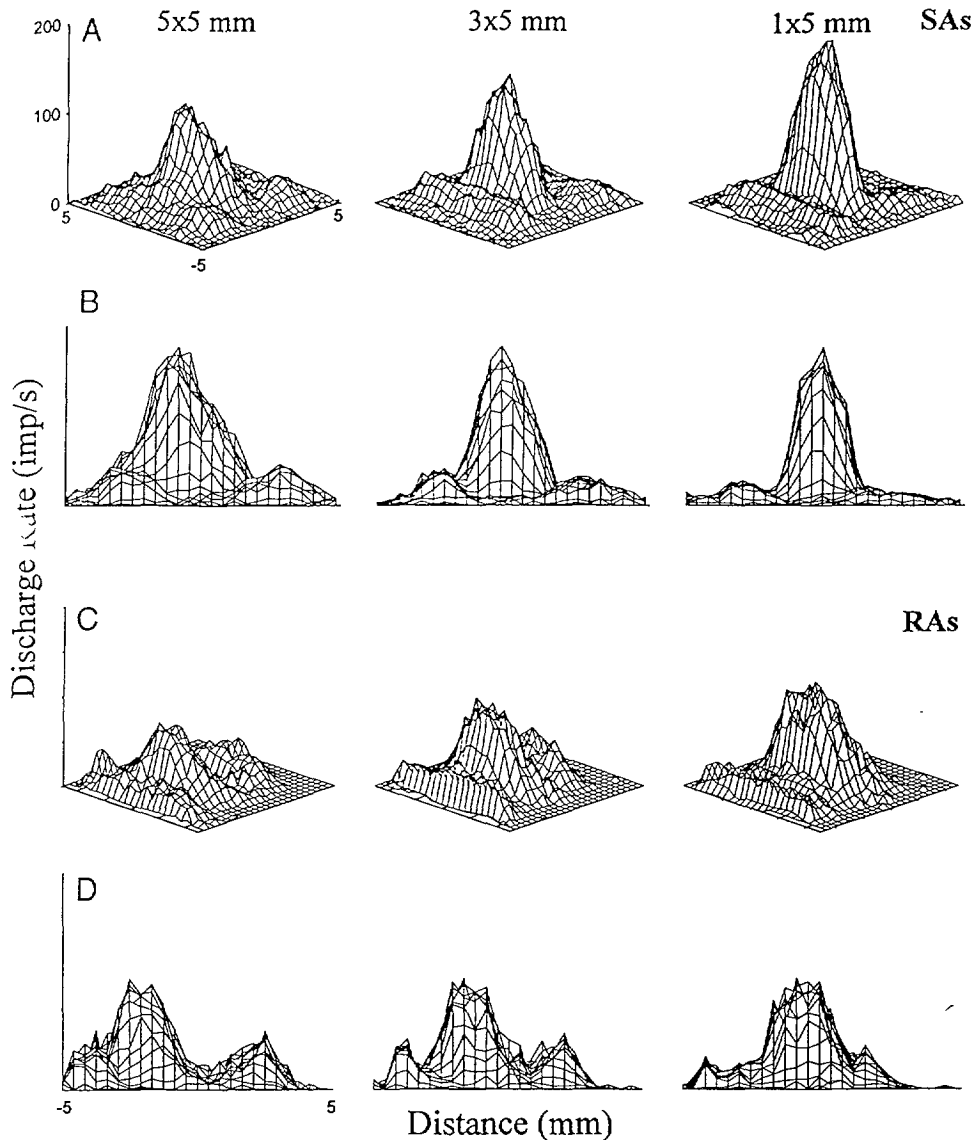 A 5x5 mm 3x5 mm 1x5 mm SAs
200
100
0
5 5
-5
B
Discharge Rate (imp/s)
C RAs
D
-5 5
Distance (mm)